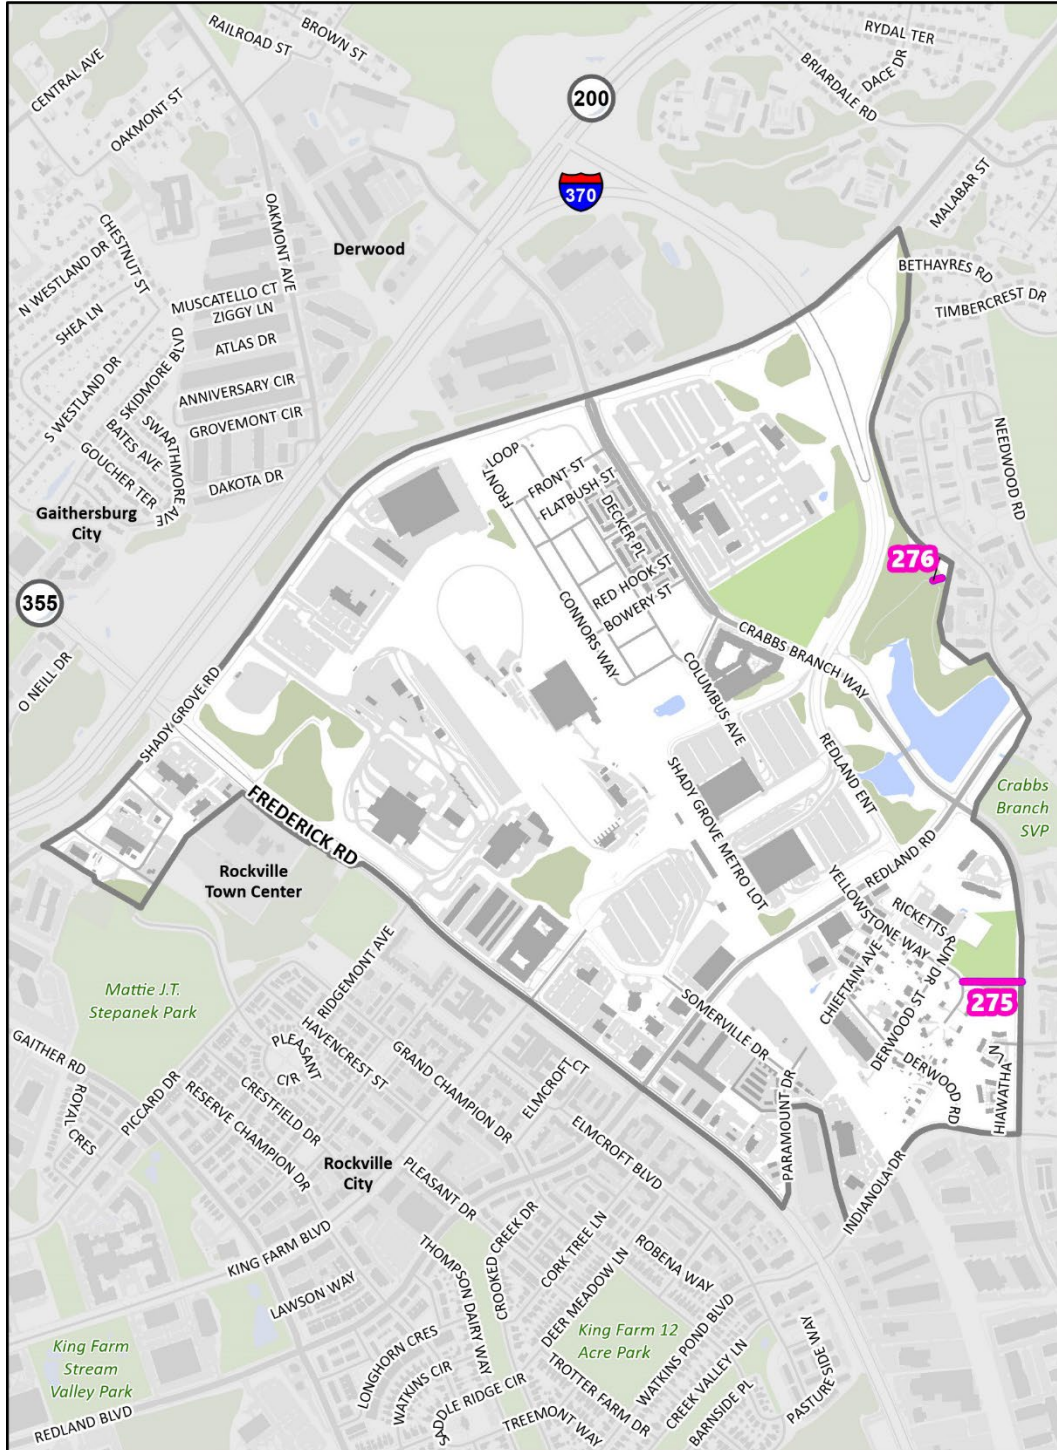 RAILROAD ST
BROWN ST
RYDAL TER
DACE DR
BRIARDALE RD
CENTRAL AVE
OAKMONT ST
200
370
MALABAR ST
OAKMONT AVE
CHESTNUT ST
N WESTLAND DR
Derwood
BETHAYRES RD
TIMBERCREST DR
MUSCATELLO CT
ZIGGY LN
SHEA LN
ATLAS DR
SKIDMORE BLVD
ANNIVERSARY CIR
S WESTLAND DR
GROVEMONT CIR
SWARTHMORE AVE
BATES AVE
GOUCHER TER
DAKOTA DR
NEEDWOOD RD
FRONT LOOP
FRONT ST
FLATBUSH ST
DECKER PL
Gaithersburg
City
276
RED HOOK ST
BOWERY ST
CONNORS WAY
355
CRABBS BRANCH WAY
COLUMBUS AVE
O NEILL DR
SHADY GROVE RD
REDLAND ENT
SHADY GROVE METRO LOT
FREDERICK RD
Crabbs
Branch
SVP
REDLAND RD
Rockville
Town Center
YELLOWSTONE WAY
RICKETTS RUN DR
CHIEFTAIN AVE
DERWOOD ST
275
Mattie J.T.
Stepanek Park
RIDGEMONT AVE
SOMERVILLE DR
HAVENCREST ST
PLEASANT
CIR
GAITHER RD
ROYAL CRES
PICCARD DR
CRESTFIELD DR
RESERVE CHAMPION DR
GRAND CHAMPION DR
ELMCROFT CT
PARAMOUNT DR
DERWOOD RD
HIAWATHA LN
ELMCROFT BLVD
INDIANOLA DR
Rockville
City
PLEASANT DR
KING FARM BLVD
CROOKED CREEK DR
CORK TREE LN
ROBENA WAY
THOMPSON DAIRY WAY
DEER MEADOW LN
LAWSON WAY
King Farm 12
Acre Park
WATKINS POND BLVD
PASTURE SIDE WAY
King Farm
Stream
Valley Park
LONGHORN CRES
WATKINS CIR
SADDLE RIDGE CIR
TROTTER FARM DR
CREEK VALLEY LN
BARNSIDE PL
REDLAND BLVD
TREEMONT WAY